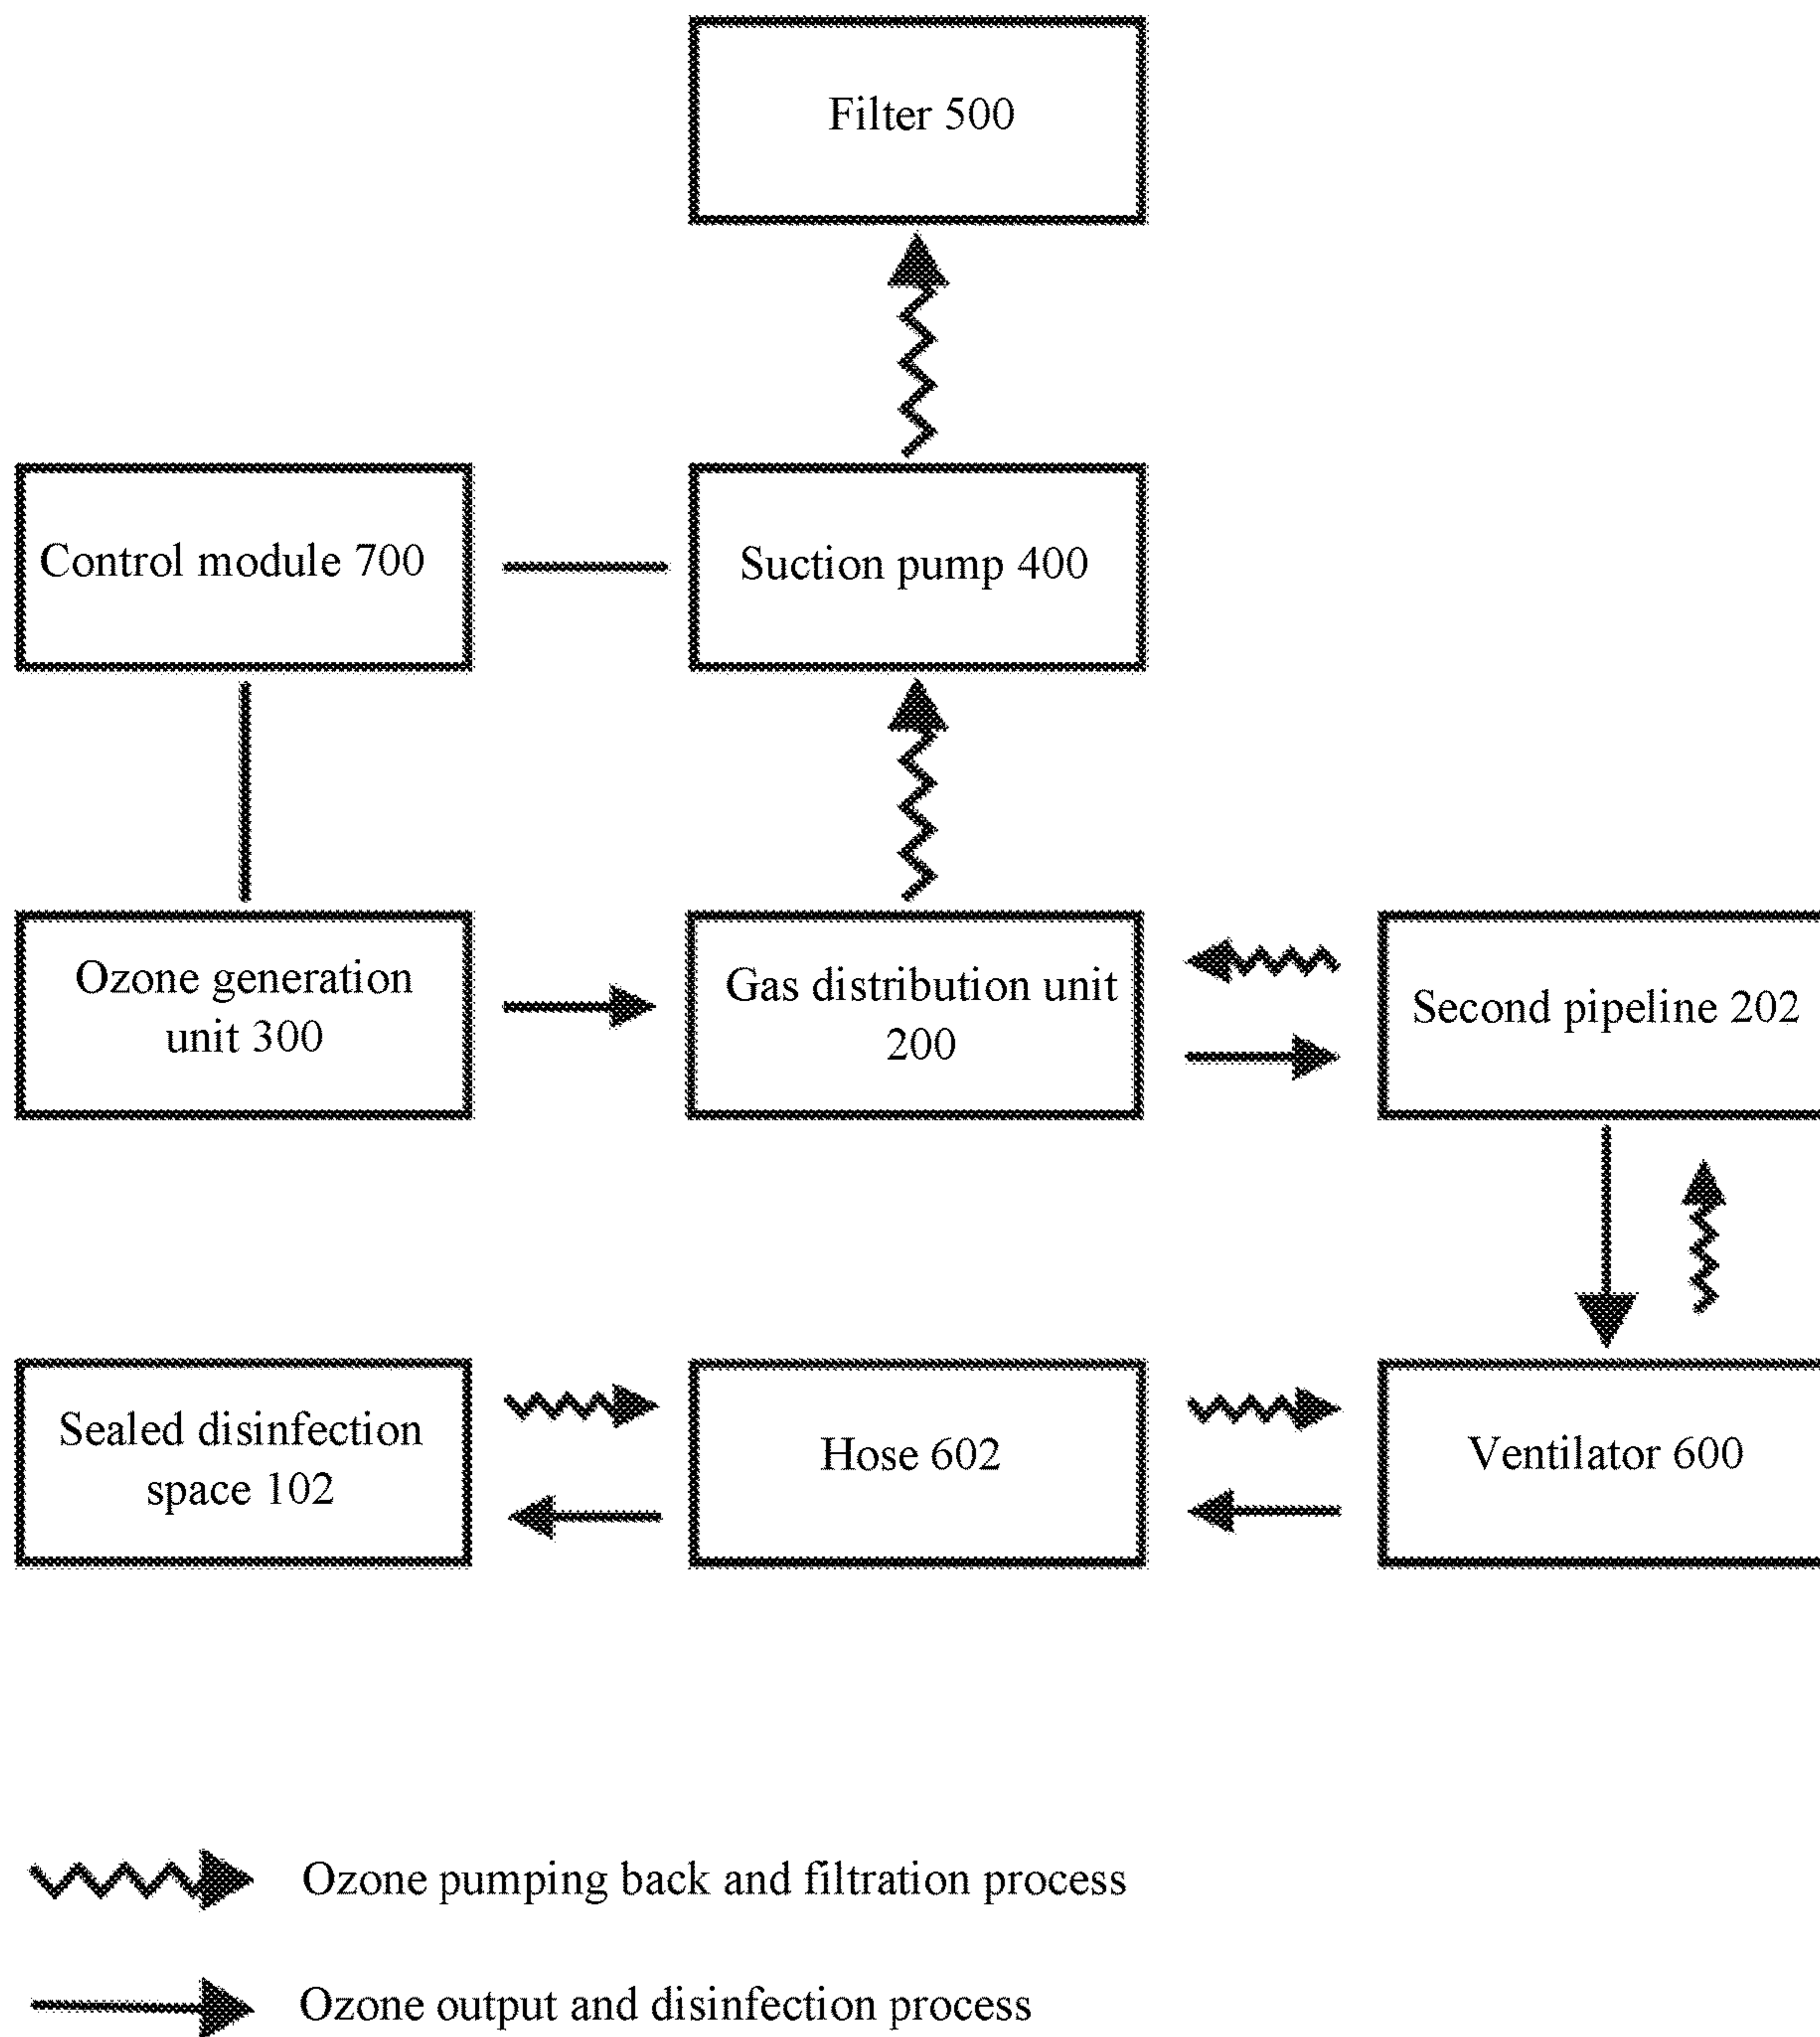 Filter 500
Control module 700
Suction pump 400
Ozone generation
unit 300
Gas distribution unit
200
Second pipeline 202
Sealed disinfection
space 102
Hose 602
Ventilator 600
Ozone pumping back and filtration process
Ozone output and disinfection process